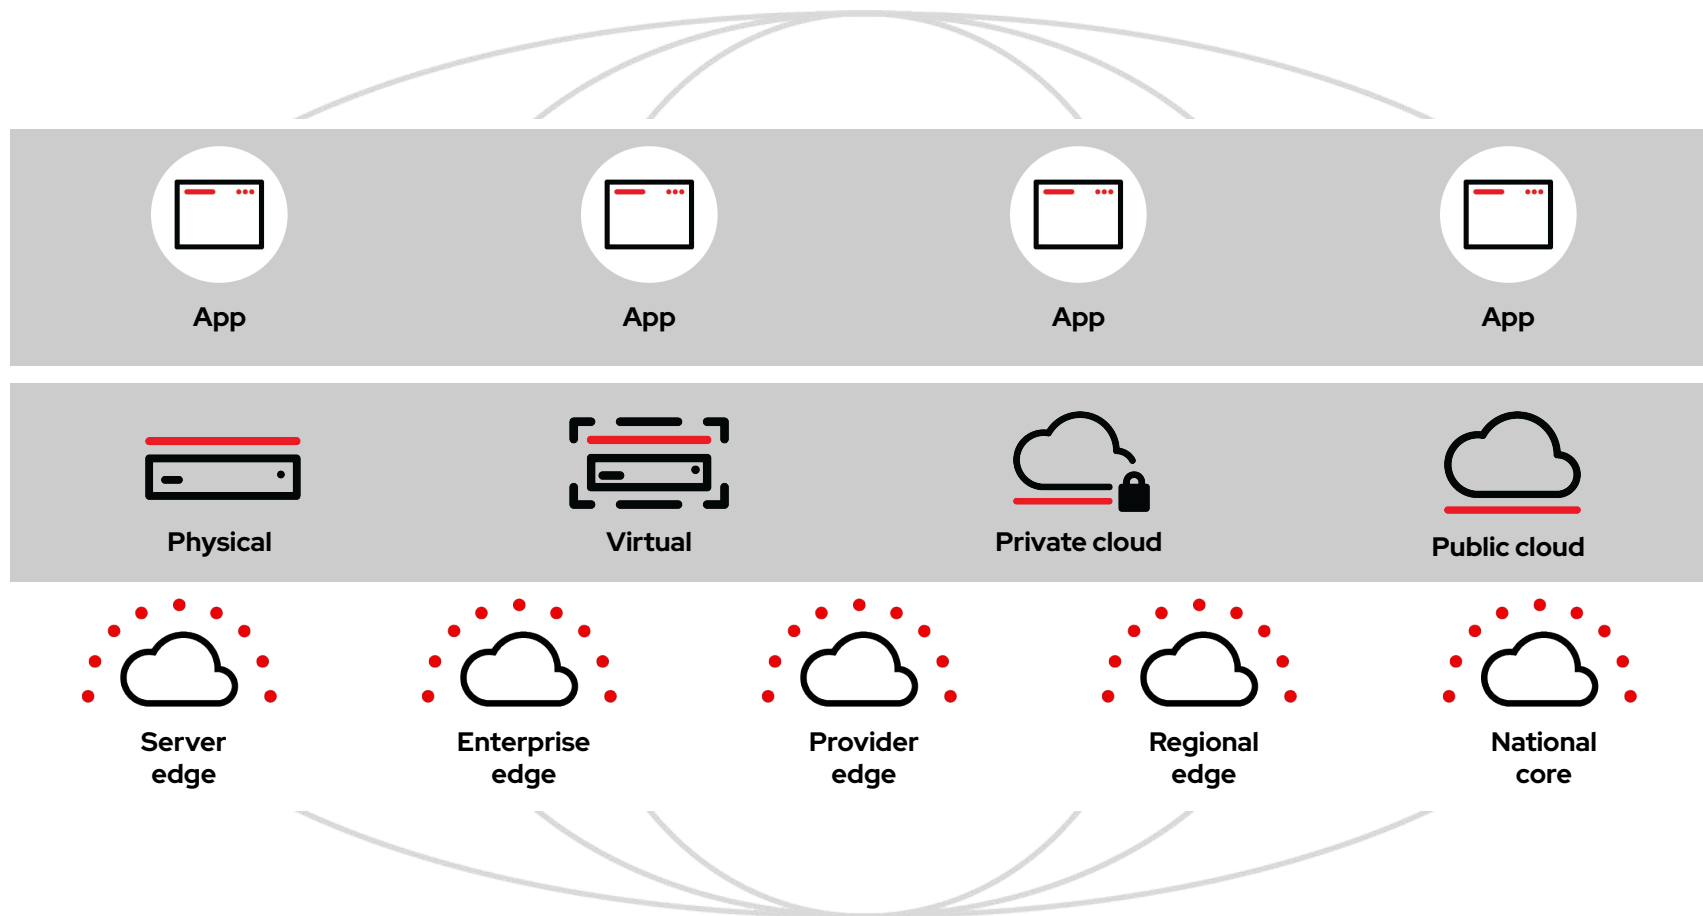 App
App
App
App
Physical
Virtual
Private cloud
Public cloud
Server
edge
Enterprise
edge
Provider
edge
Regional
edge
National
core